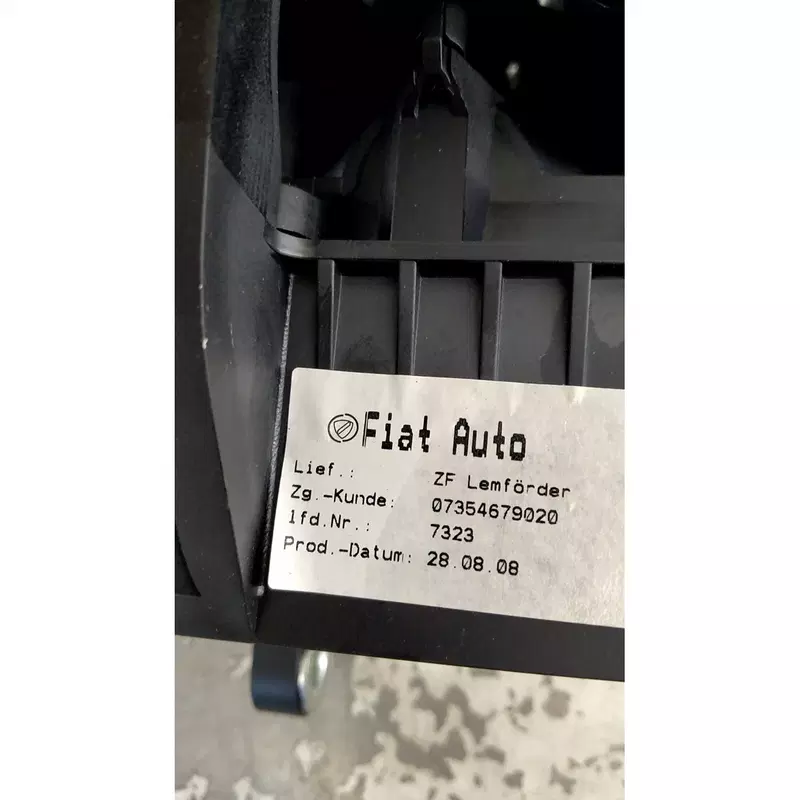 Fiat Auto
Lief.: ZF Lemförder
Zg.-Kunde: 07354679020
lfd.Nr.: 7323
Prod.-Datum: 28.08.08